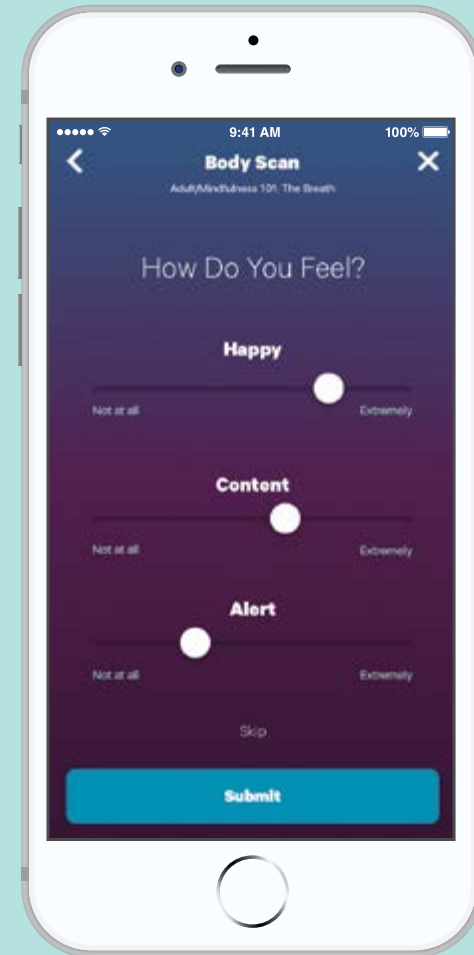 9:41 AM 100%
Body Scan
Adult/Mindfulness 101: The Breath
How Do You Feel?
Happy
Not at all Extremely
Content
Not at all Extremely
Alert
Not at all Extremely
Skip
Submit